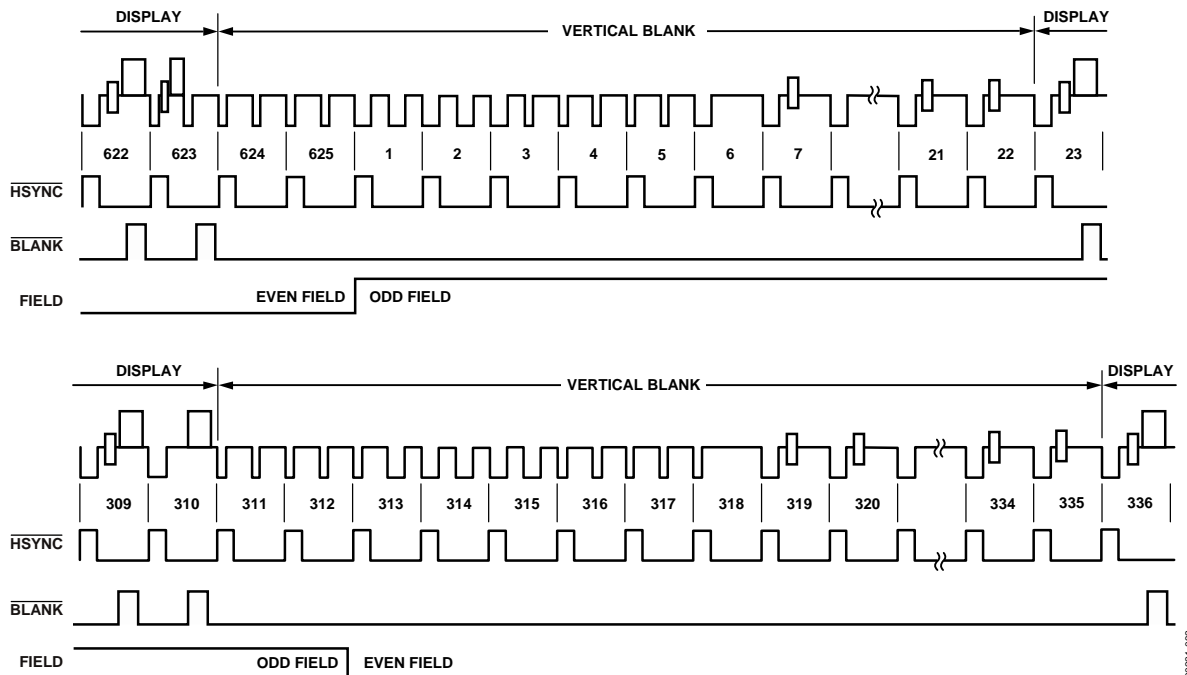 DISPLAY VERTICAL BLANK DISPLAY
622 623 624 625 1 2 3 4 5 6 7 21 22 23
HSYNC
BLANK
FIELD EVEN FIELD ODD FIELD
DISPLAY VERTICAL BLANK DISPLAY
309 310 311 312 313 314 315 316 317 318 319 320 334 335 336
HSYNC
BLANK
FIELD ODD FIELD EVEN FIELD